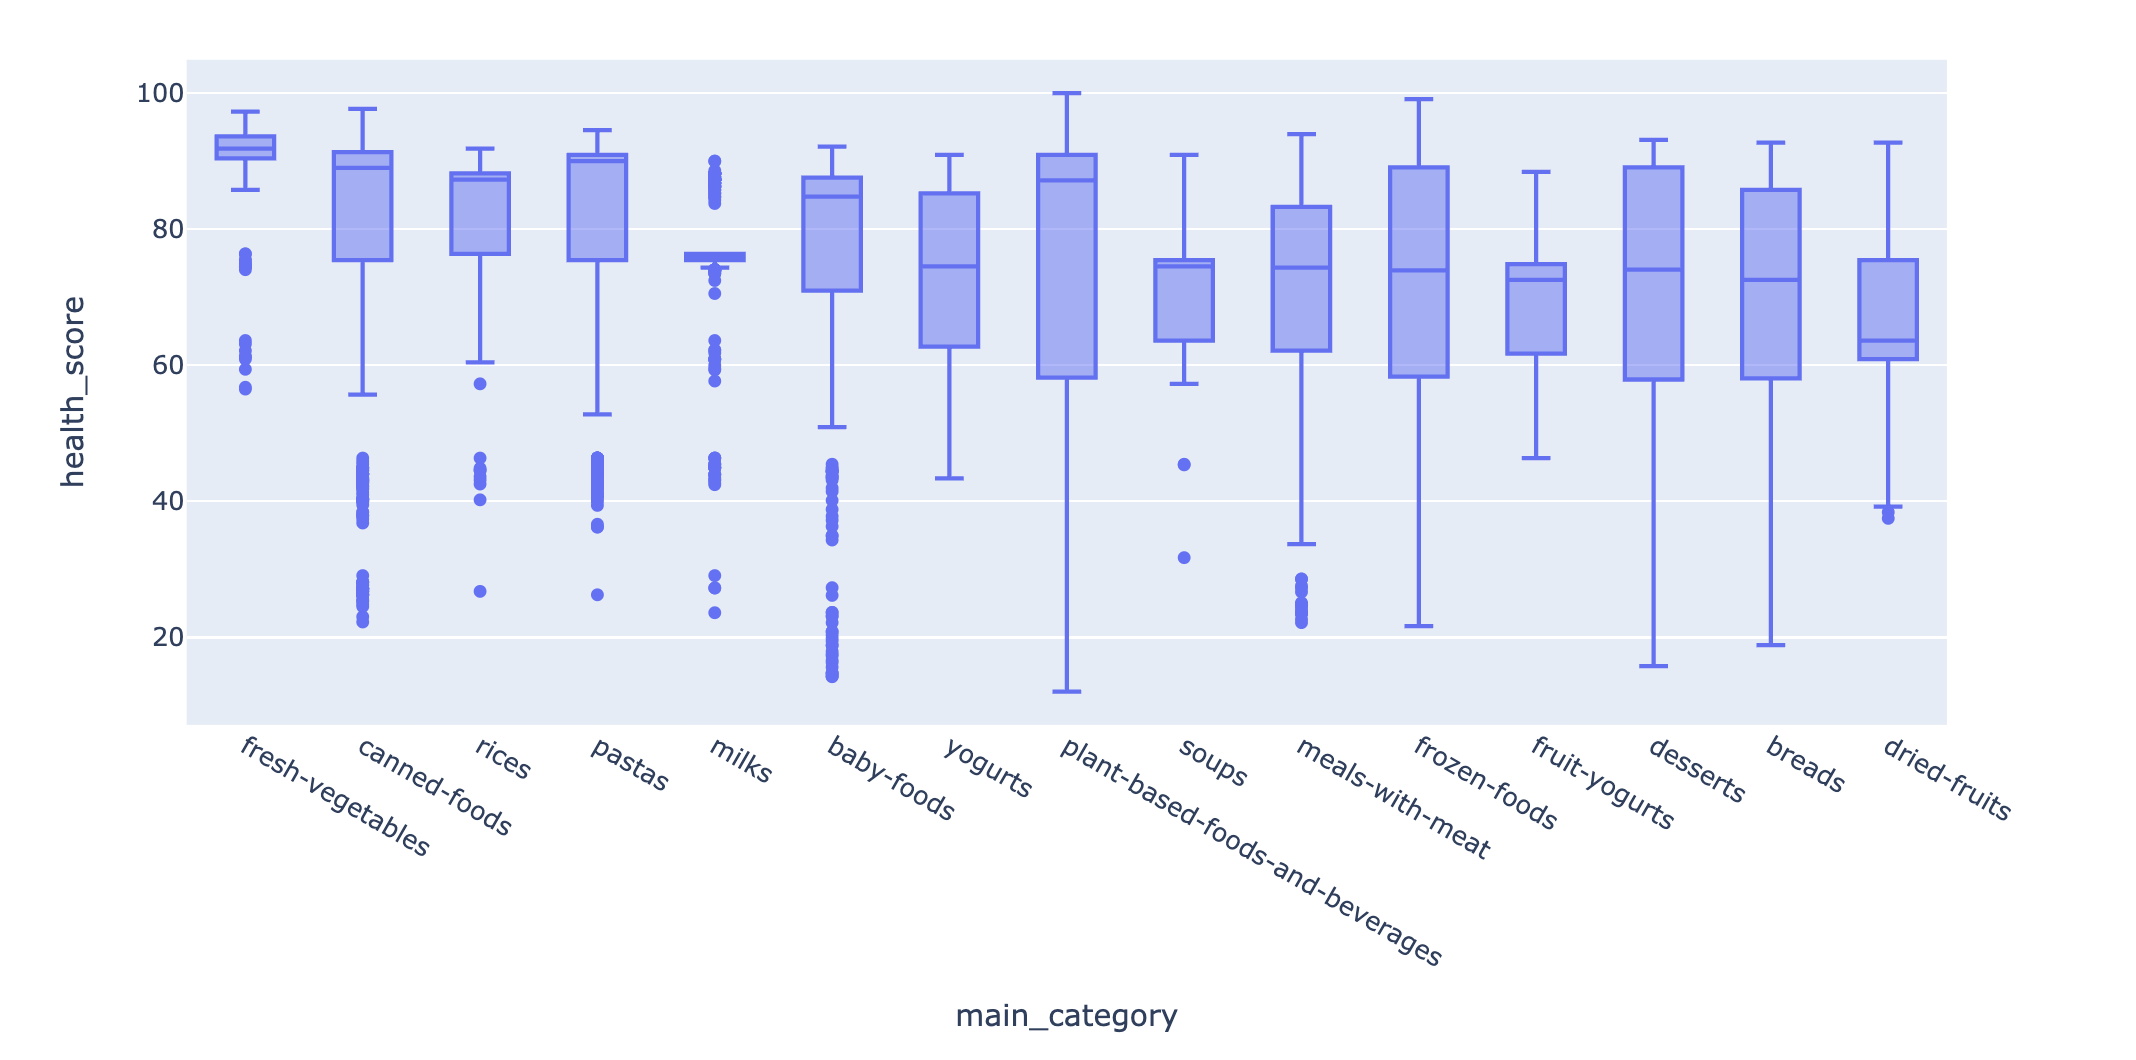 health_score
100
80
60
40
20
fresh-vegetables
canned-foods
rices
pastas
milks
baby-foods
yogurts
plant-based-foods-and-beverages
soups
meals-with-meat
frozen-foods
fruit-yogurts
desserts
breads
dried-fruits
main_category